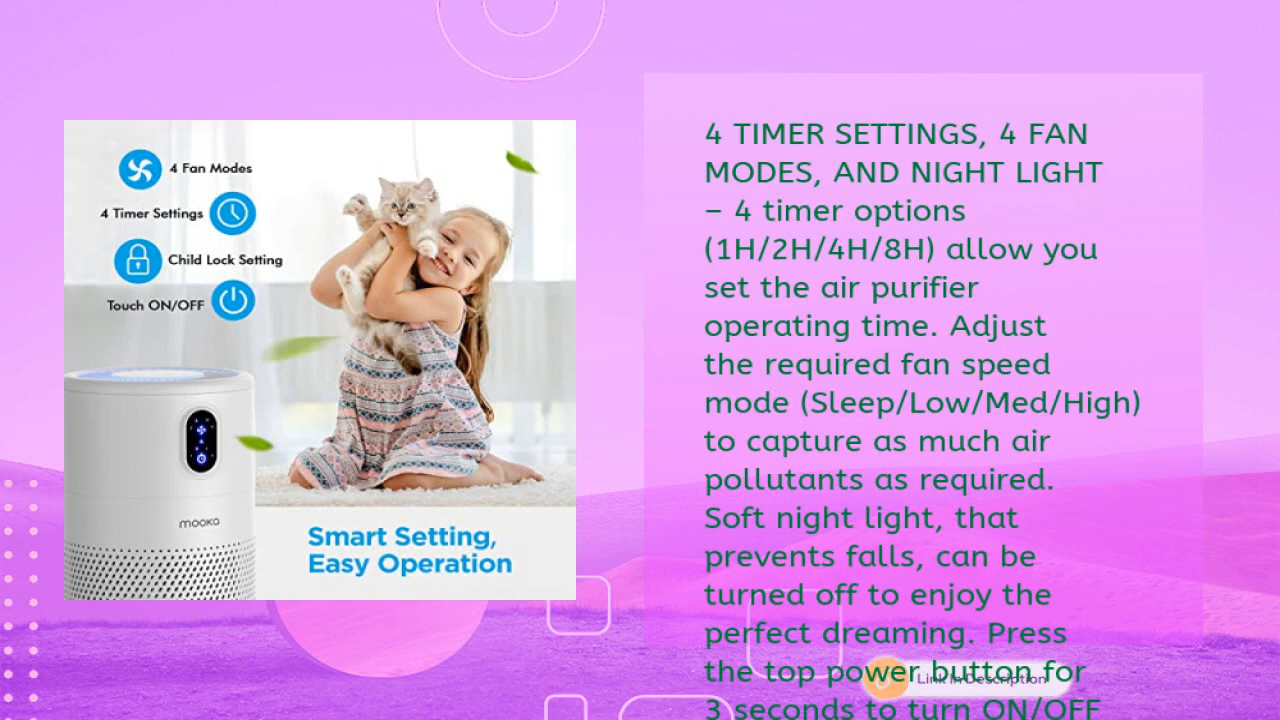 4 Fan Modes
4 Timer Settings
Child Lock Setting
Touch ON/OFF
mooka
Smart Setting,
Easy Operation
4 TIMER SETTINGS, 4 FAN
MODES, AND NIGHT LIGHT
– 4 timer options
(1H/2H/4H/8H) allow you
set the air purifier
operating time. Adjust
the required fan speed
mode (Sleep/Low/Med/High)
to capture as much air
pollutants as required.
Soft night light, that
prevents falls, can be
turned off to enjoy the
perfect dreaming. Press
the top power button for
Link in Description
3 seconds to turn ON/OFF